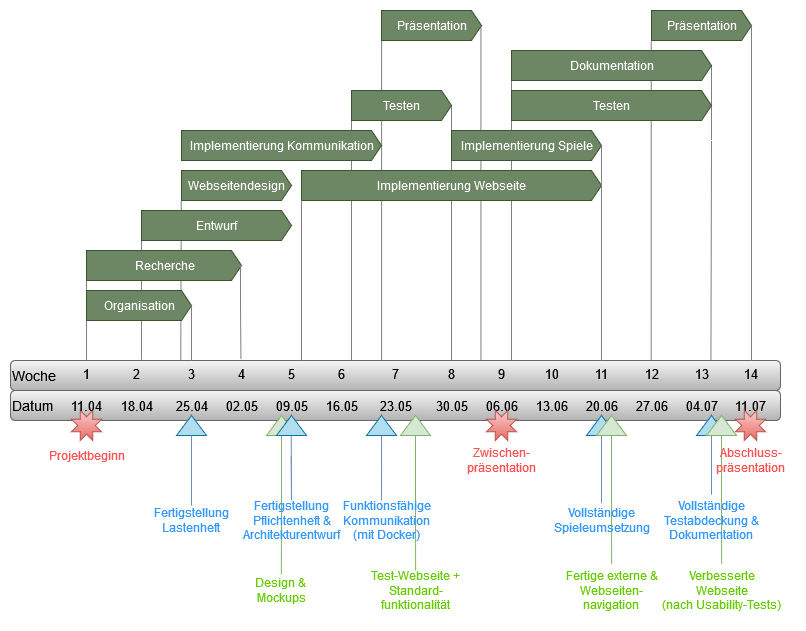 Präsentation
Präsentation
Dokumentation
Testen
Testen
Implementierung Kommunikation
Implementierung Spiele
Webseitendesign
Implementierung Webseite
Entwurf
Recherche
Organisation
Woche 1 2 3 4 5 6 7 8 9 10 11 12 13 14
Datum 11.04 18.04 25.04 02.05 09.05 16.05 23.05 30.05 06.06 13.06 20.06 27.06 04.07 11.07
Projektbeginn
Zwischen-
präsentation
Abschluss-
präsentation
Fertigstellung
Lastenheft
Fertigstellung
Pflichtenheft &
Architekturentwurf
Funktionsfähige
Kommunikation
(mit Docker)
Vollständige
Spieleumsetzung
Vollständige
Testabdeckung &
Dokumentation
Design &
Mockups
Test-Webseite +
Standard-
funktionalität
Fertige externe &
Webseiten-
navigation
Verbesserte
Webseite
(nach Usability-Tests)